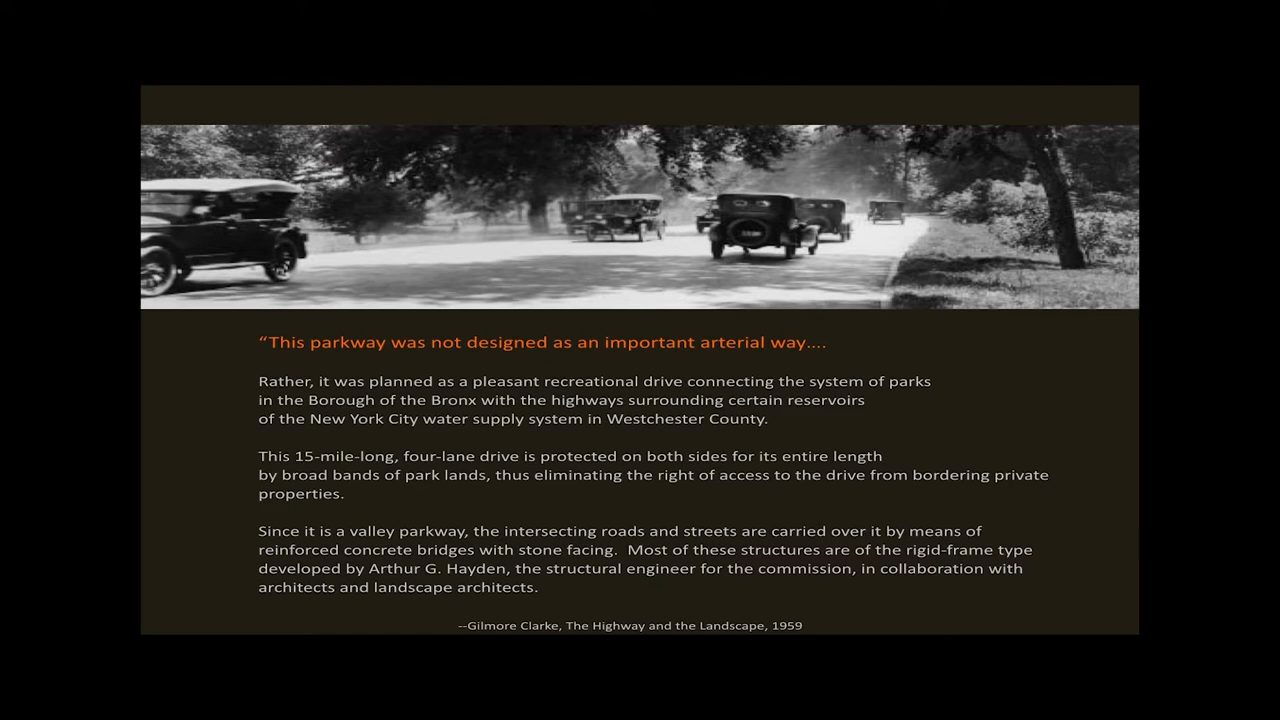 “This parkway was not designed as an important arterial way....
Rather, it was planned as a pleasant recreational drive connecting the system of parks
in the Borough of the Bronx with the highways surrounding certain reservoirs
of the New York City water supply system in Westchester County.
This 15-mile-long, four-lane drive is protected on both sides for its entire length
by broad bands of park lands, thus eliminating the right of access to the drive from bordering private
properties.
Since it is a valley parkway, the intersecting roads and streets are carried over it by means of
reinforced concrete bridges with stone facing.  Most of these structures are of the rigid-frame type
developed by Arthur G. Hayden, the structural engineer for the commission, in collaboration with
architects and landscape architects.
--Gilmore Clarke, The Highway and the Landscape, 1959